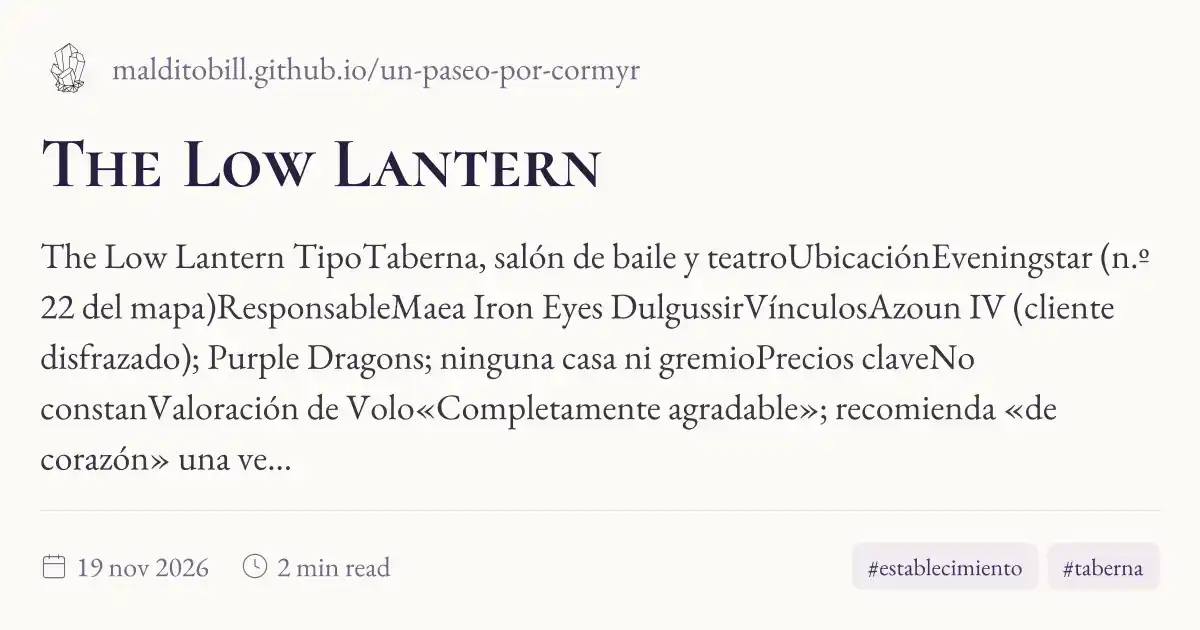 malditobill.github.io/un-paseo-por-cormyr
The Low Lantern
The Low Lantern TipoTaberna, salón de baile y teatroUbicaciónEveningstar (n.º
22 del mapa)ResponsableMaea Iron Eyes DulgussirVínculosAzoun IV (cliente
disfrazado); Purple Dragons; ninguna casa ni gremioPrecios claveNo
constanValoración de Volo«Completamente agradable»; recomienda «de
corazón» una ve...
19 nov 2026 2 min read #establecimiento #taberna